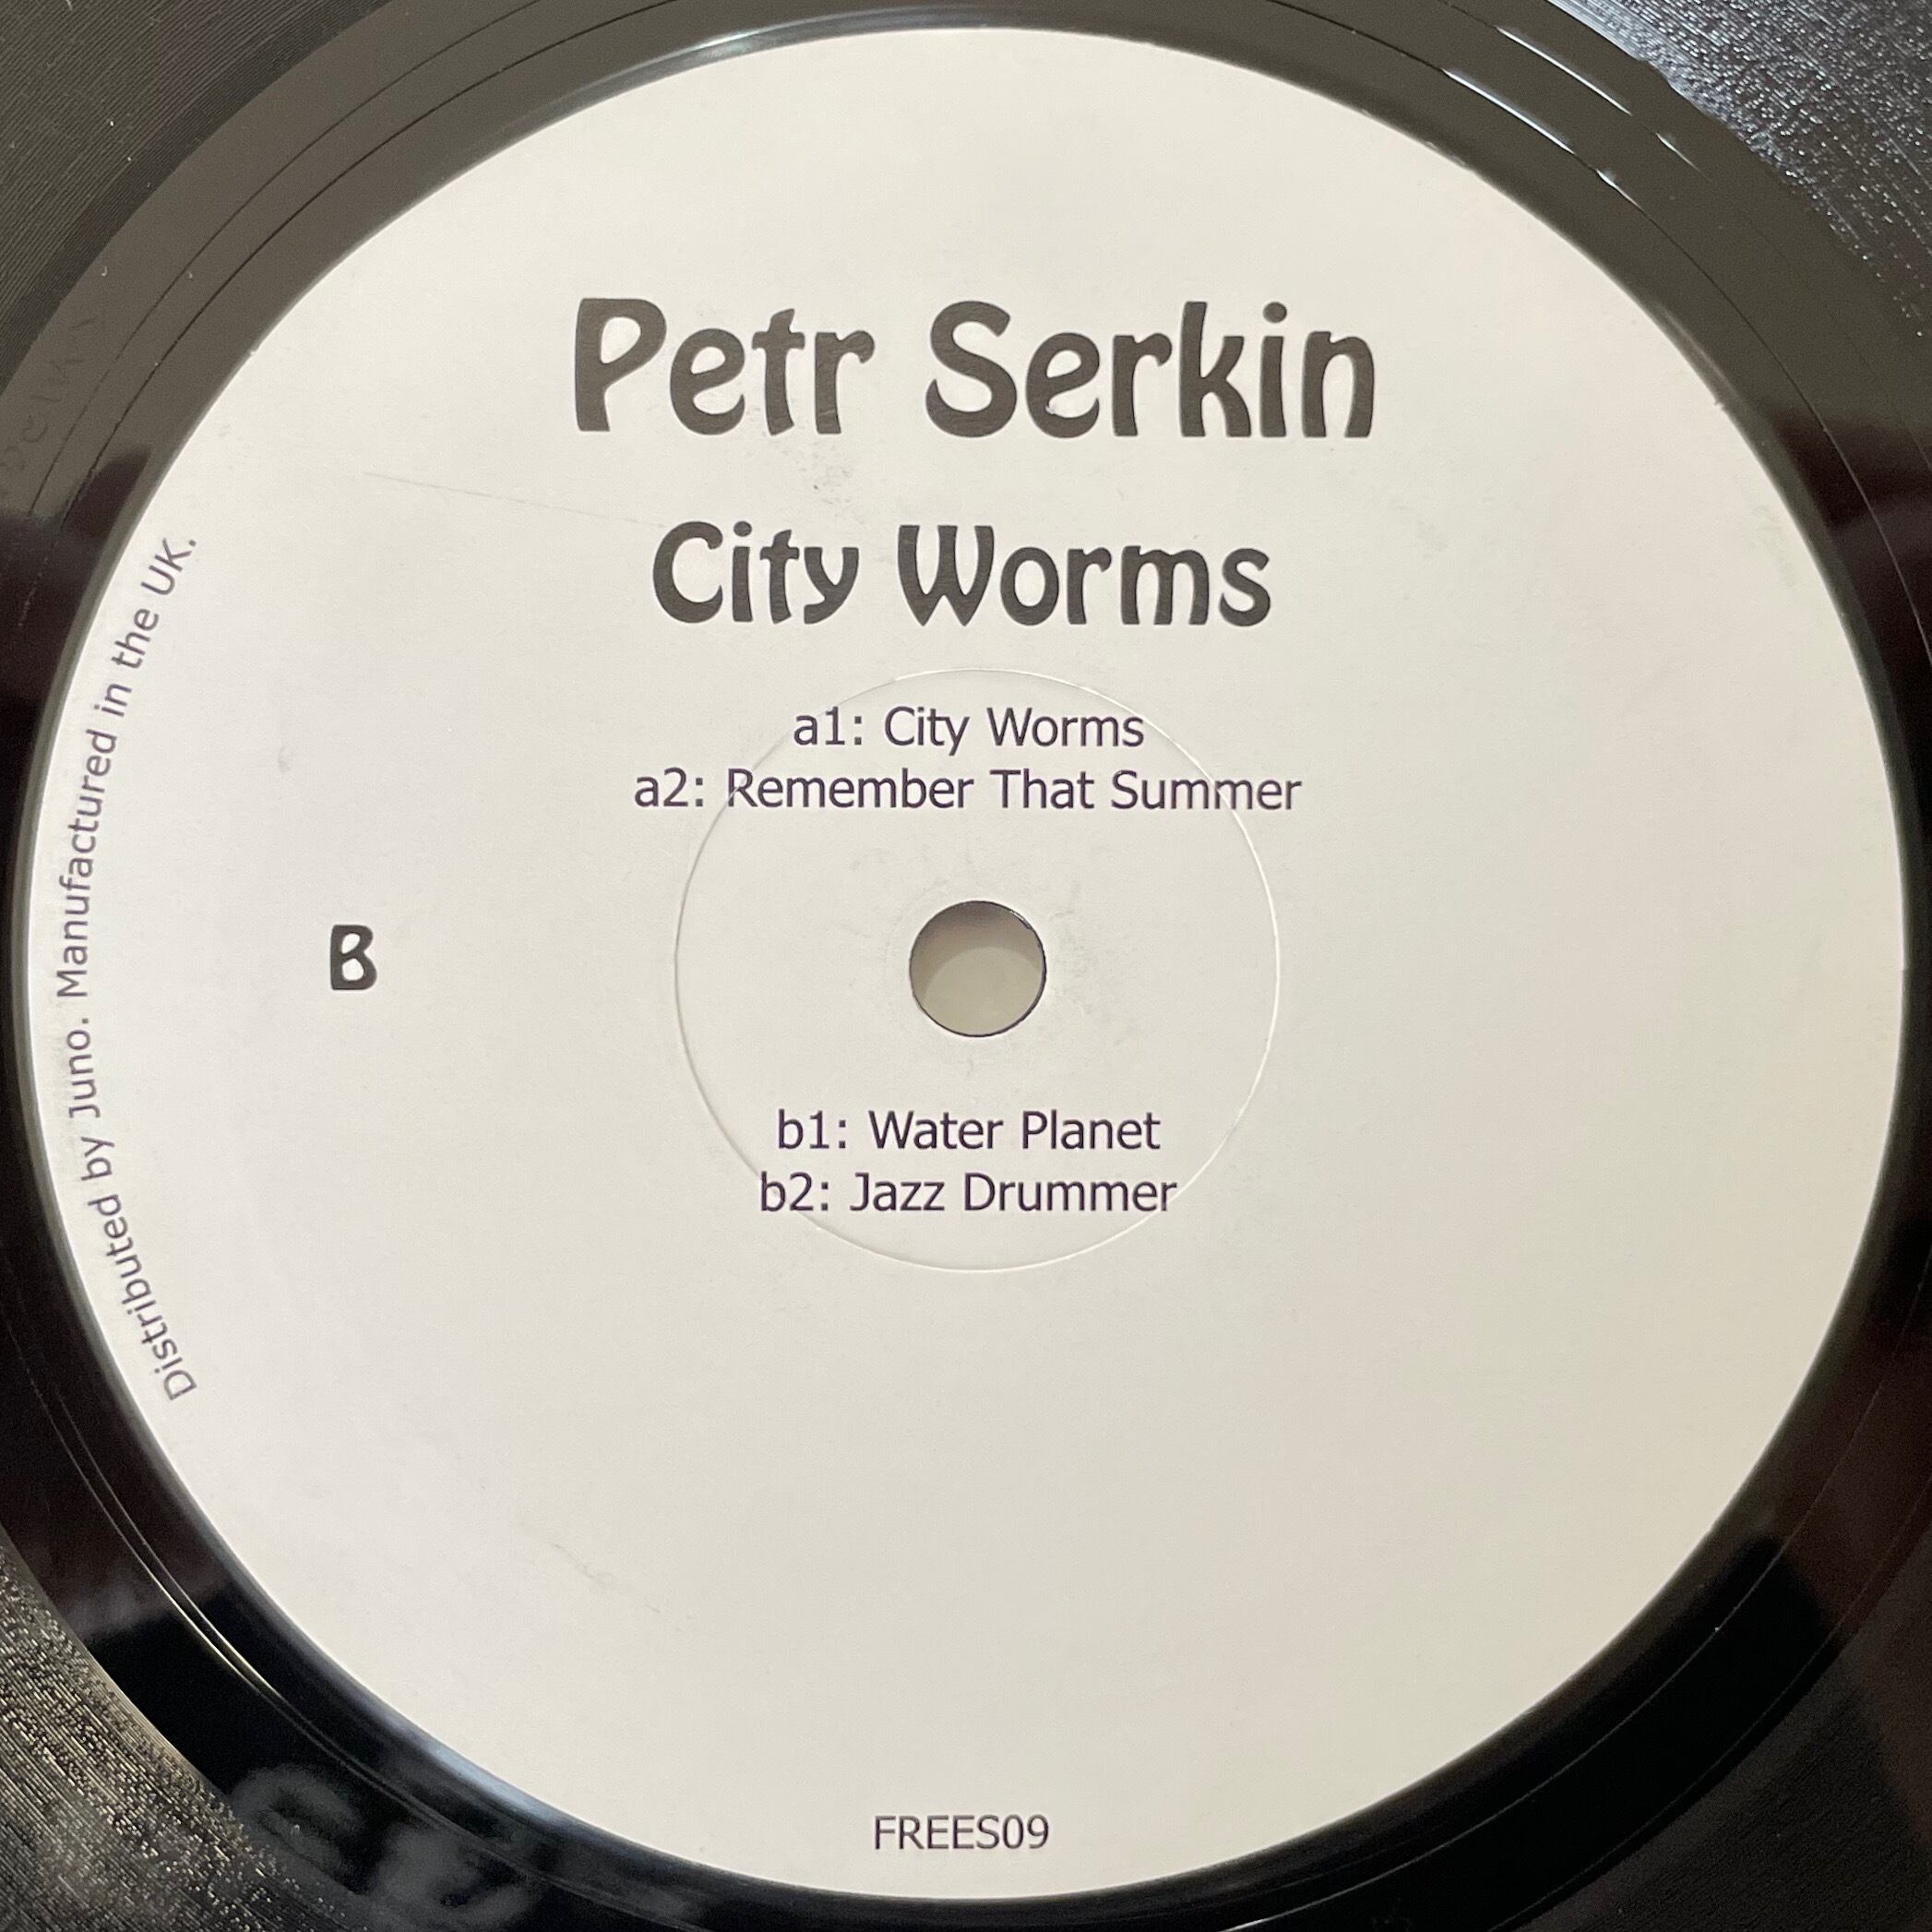 Petr Serkin
City Worms
a1: City Worms
a2: Remember That Summer
B
b1: Water Planet
b2: Jazz Drummer
Distributed by Juno. Manufactured in the UK.
FREES09